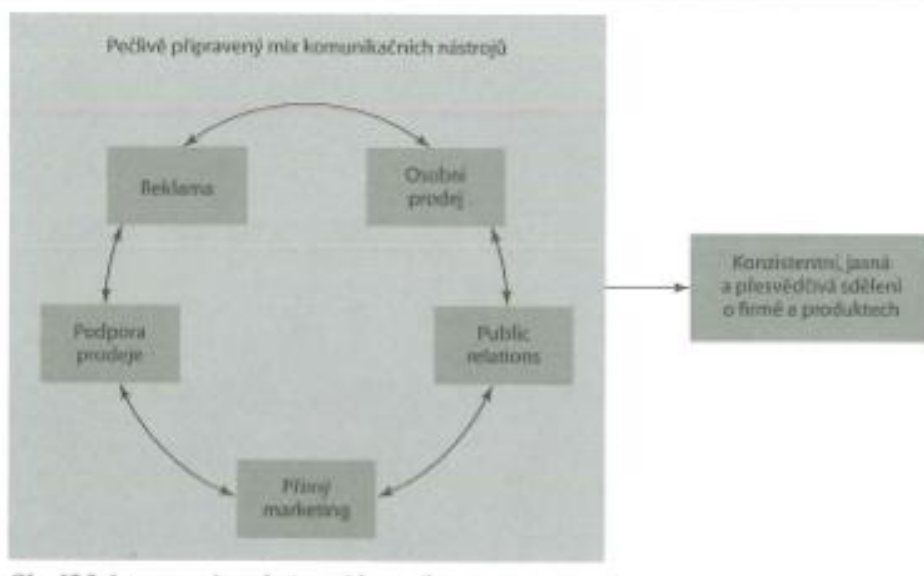 Pečlivě připravený mix komunikačních nástrojů
Reklama
Osobní
prodej
Podpora
prodeje
Public
relations
Přímý
marketing
Konzistentní, jasná
a přesvědčivá sdělení
o firmě a produktech